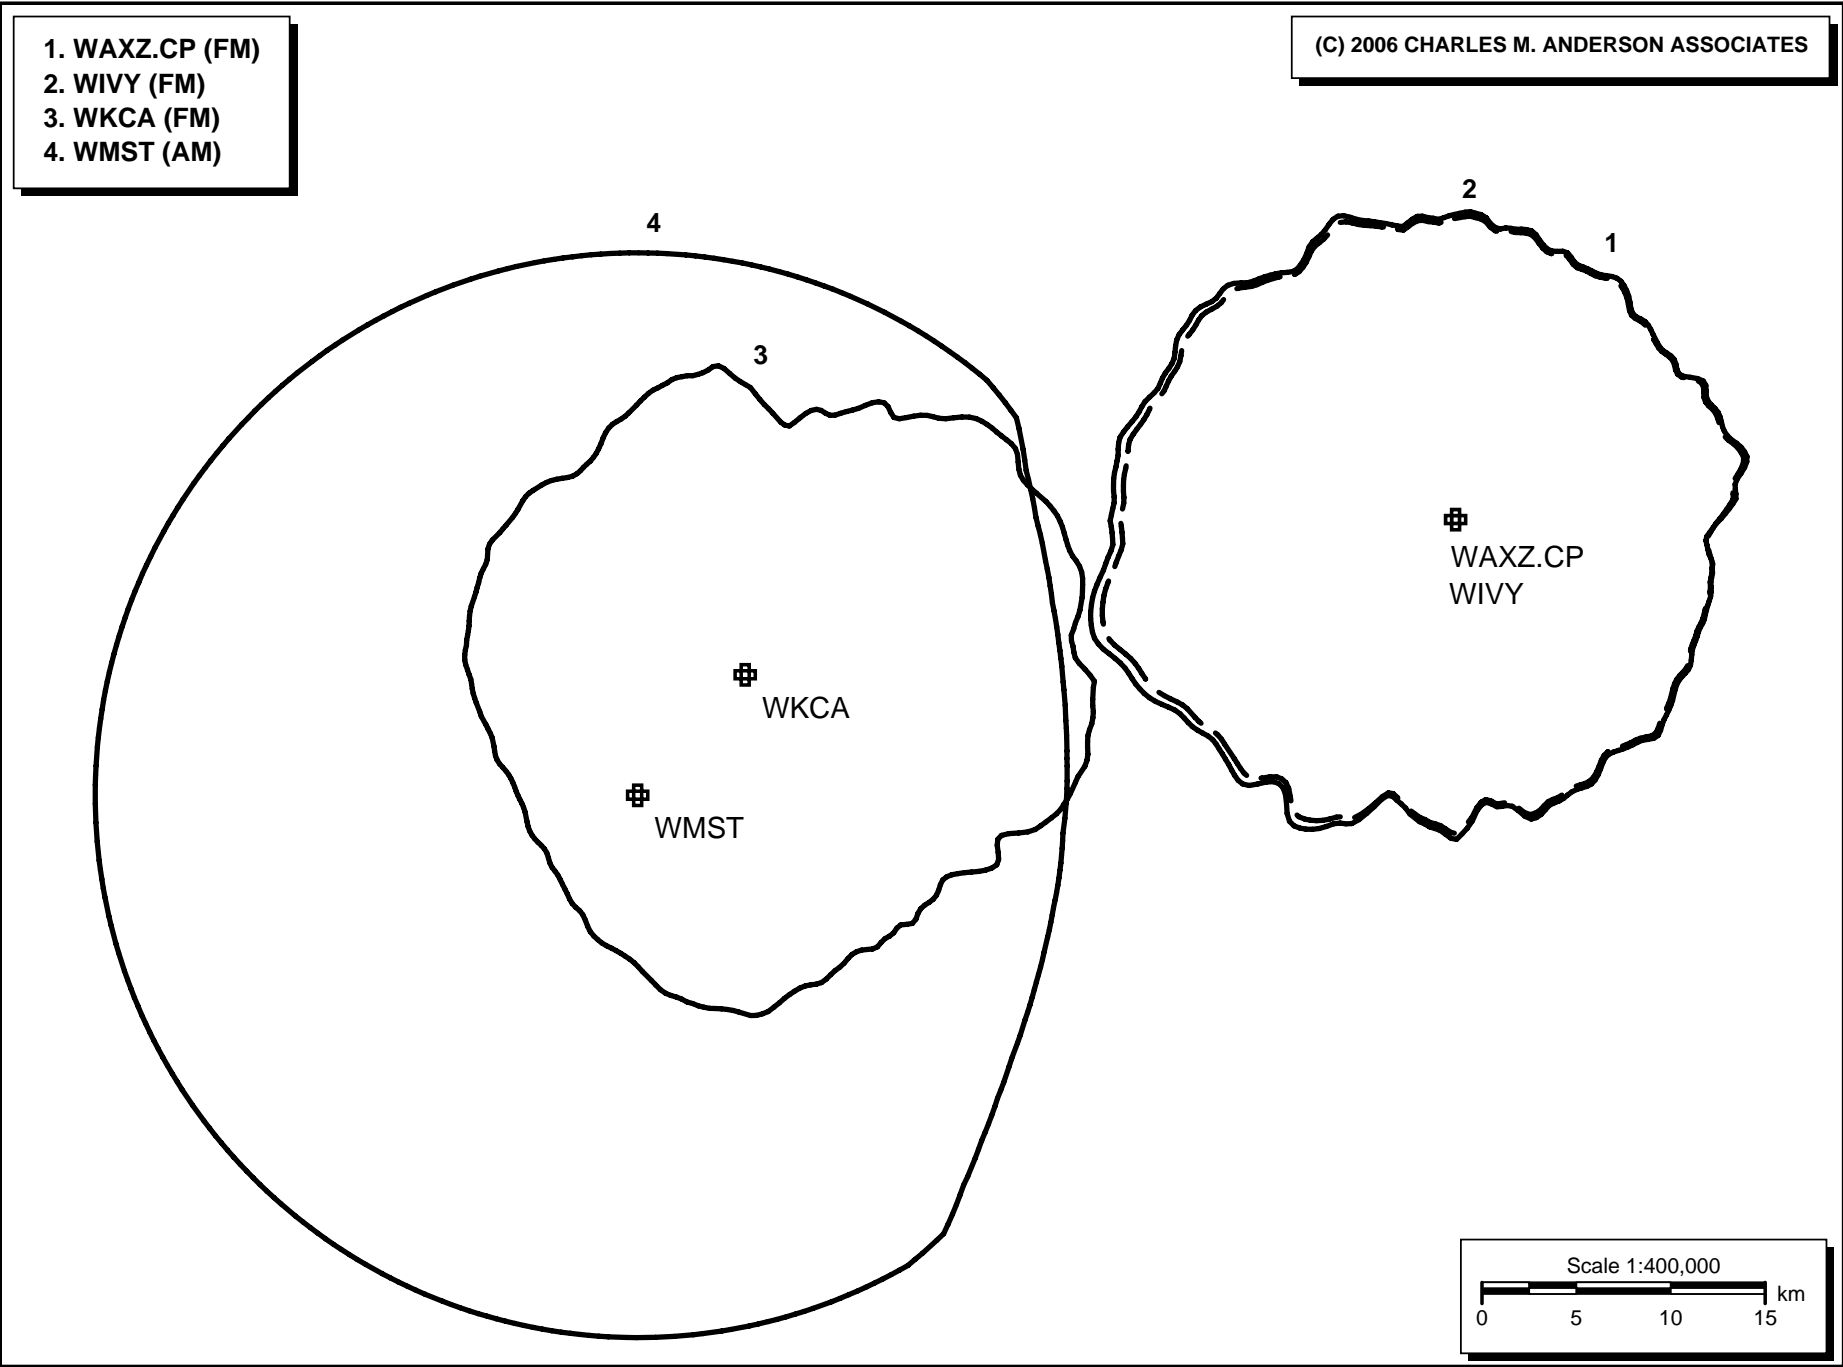 1. WAXZ.CP (FM)
2. WIVY (FM)
3. WKCA (FM)
4. WMST (AM)
(C) 2006 CHARLES M. ANDERSON ASSOCIATES
2
4
1
3
WAXZ.CP
WIVY
WKCA
WMST
Scale 1:400,000
km
0 5 10 15